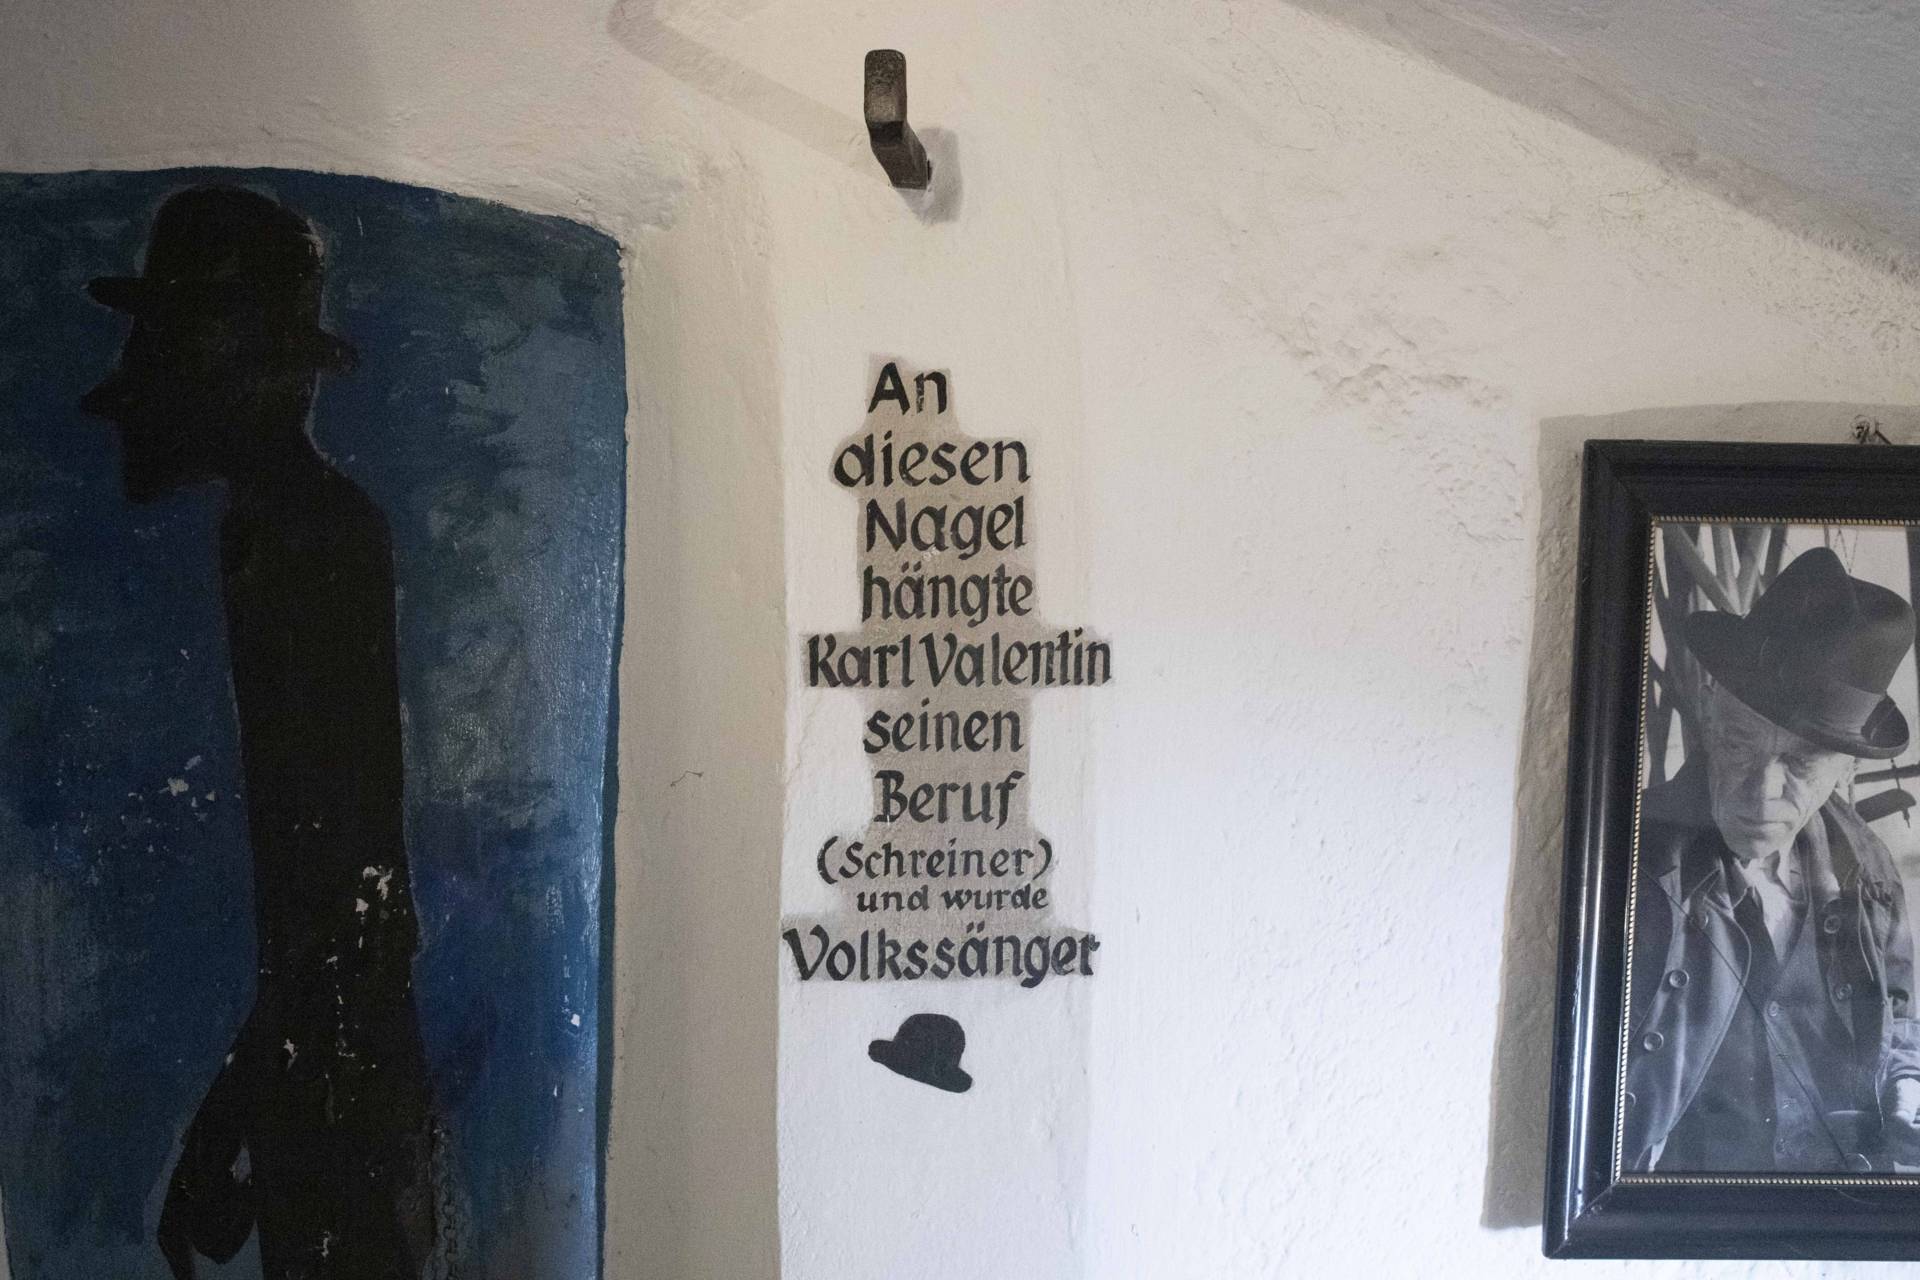 An
diesen
Nagel
hängte
Karl Valentin
seinen
Beruf
(Schreiner)
und wurde
Volkssänger